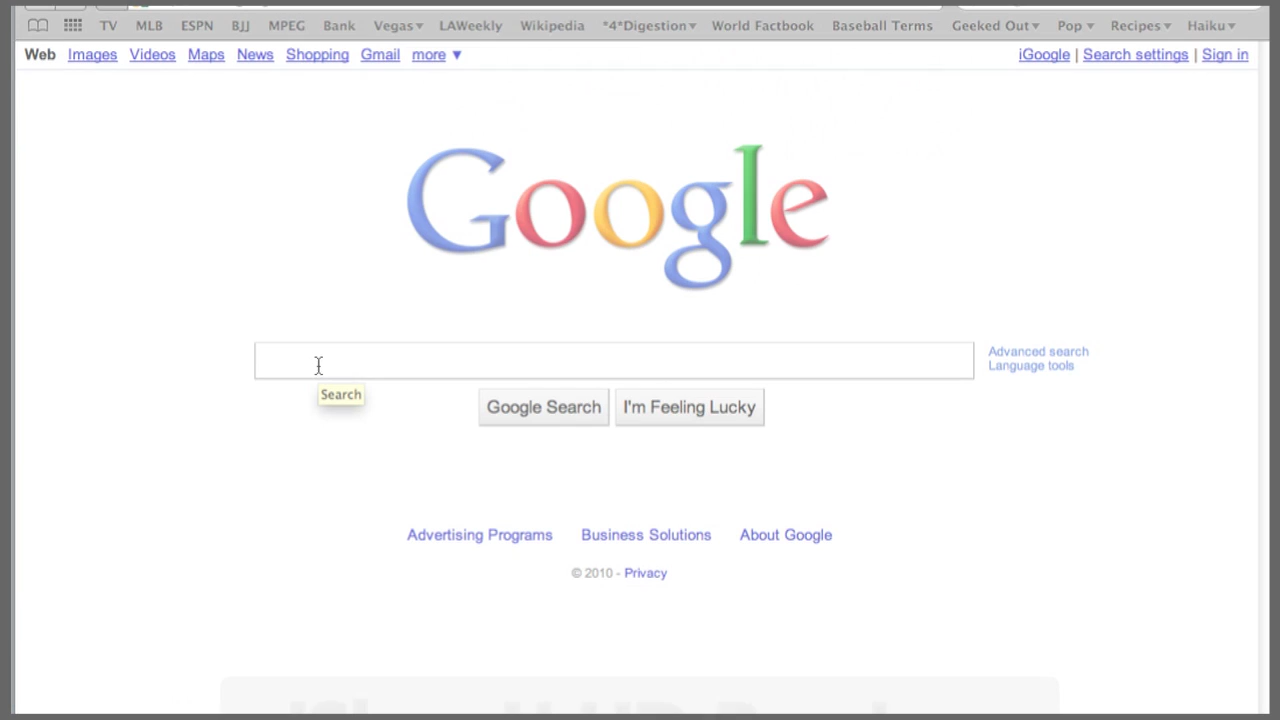 TV MLB ESPN BJJ MPEG Bank Vegas▾ LAWeekly Wikipedia *4*Digestion▾ World Factbook Baseball Terms Geeked Out▾ Pop ▾ Recipes▾ Haiku▾
Web Images Videos Maps News Shopping Gmail more ▼ iGoogle | Search settings | Sign in
Google
Advanced search
Language tools
Search
Google Search I'm Feeling Lucky
Advertising Programs Business Solutions About Google
© 2010 - Privacy